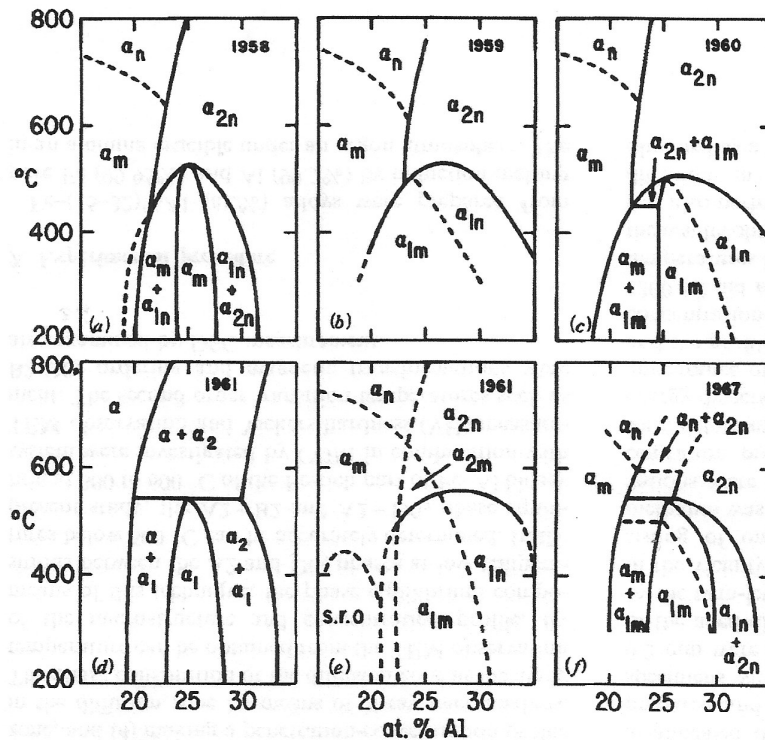 800
αn 1958
αn 1959
αn 1960
α2n
α2n
α2n
600
αm
αm
αm
α2n+α1m
°C
400
αm + α1n
αm
α1n + α2n
α1n
α1m
αm + α1m
α1m
α1m
200
(a)
(b)
(c)
800
1961
1961
1967
α
α + α2
αn
α2n
αn
αn + α2n
600
αm
α2m
αm
α2n
°C
400
α + α1
α1
α2 + α1
s.r.o
α1m
α1n
αm + α1m
α1m
α1n + α2n
200
(d)
(e)
(f)
20 25 30
20 25 30
20 25 30
at. % Al